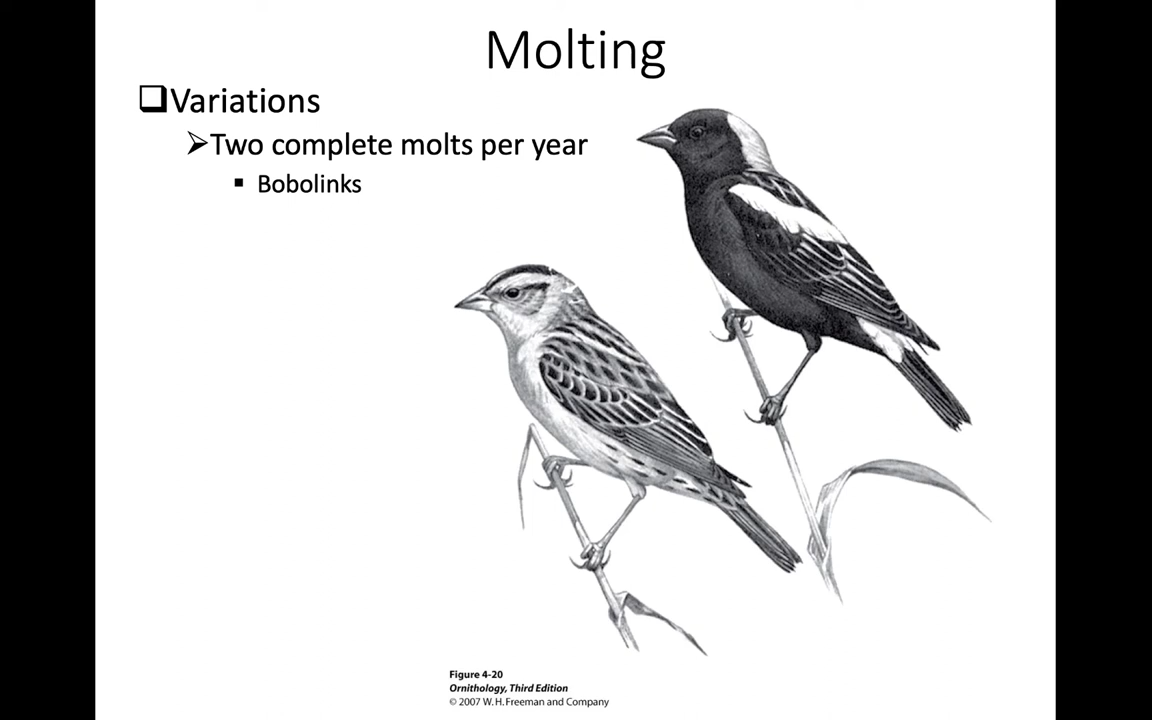 Molting
Variations
Two complete molts per year
Bobolinks
Figure 4-20
Ornithology, Third Edition
© 2007 W. H. Freeman and Company